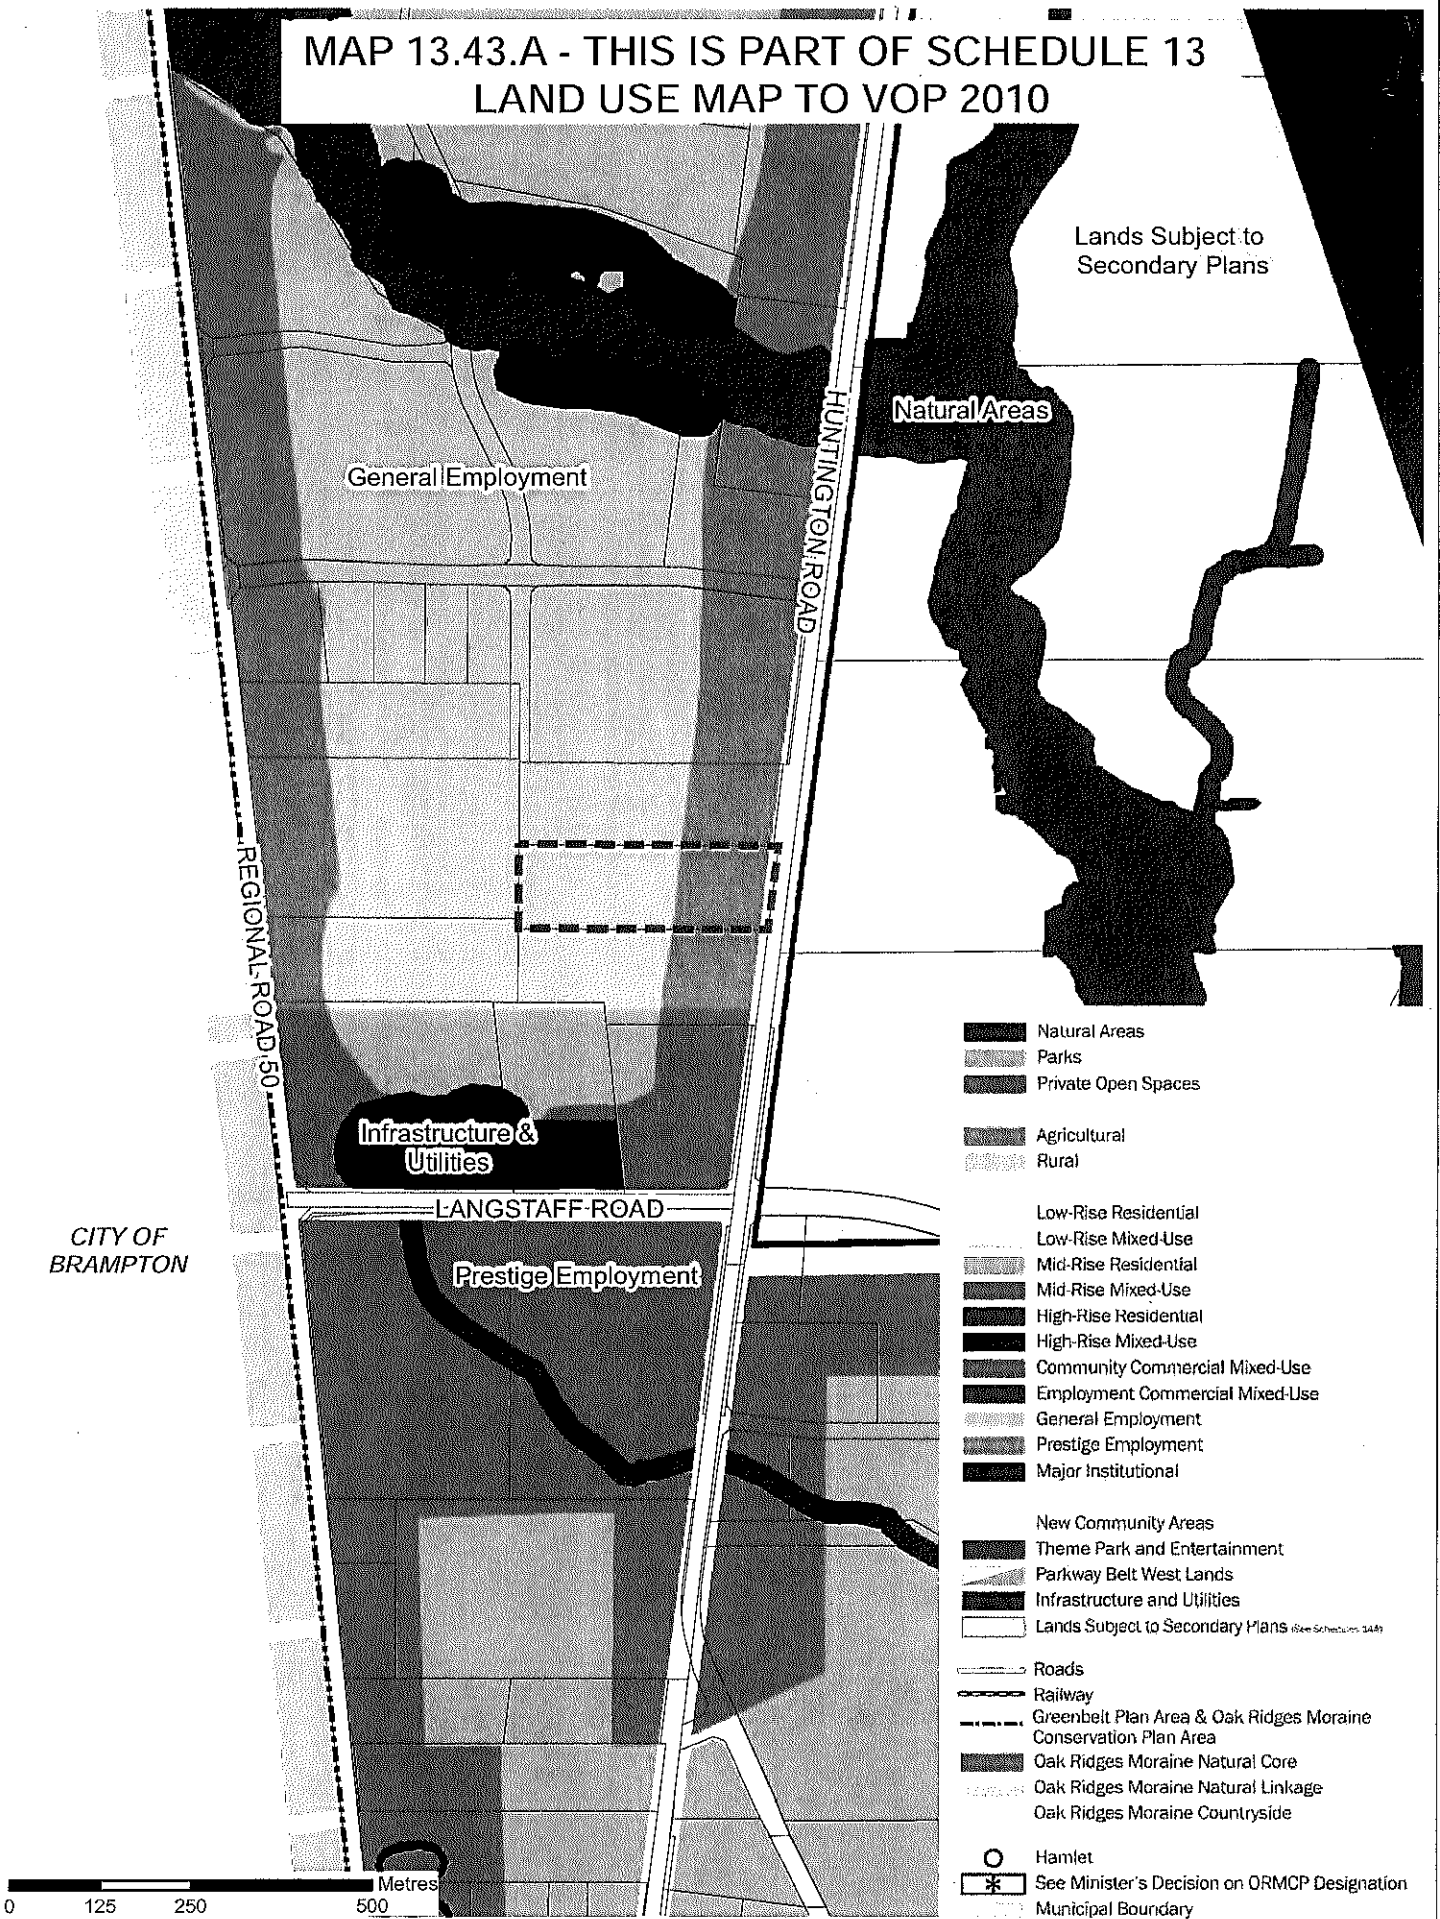 MAP 13.43.A - THIS IS PART OF SCHEDULE 13
LAND USE MAP TO VOP 2010
Lands Subject to
Secondary Plans
Natural Areas
HUNTINGTON ROAD
General Employment
REGIONAL ROAD 50
Infrastructure &
Utilities
LANGSTAFF ROAD
CITY OF
BRAMPTON
Prestige Employment
Natural Areas
Parks
Private Open Spaces
Agricultural
Rural
Low-Rise Residential
Low-Rise Mixed-Use
Mid-Rise Residential
Mid-Rise Mixed-Use
High-Rise Residential
High-Rise Mixed-Use
Community Commercial Mixed-Use
Employment Commercial Mixed-Use
General Employment
Prestige Employment
Major Institutional
New Community Areas
Theme Park and Entertainment
Parkway Belt West Lands
Infrastructure and Utilities
Lands Subject to Secondary Plans
Roads
Railway
Greenbelt Plan Area & Oak Ridges Moraine
Conservation Plan Area
Oak Ridges Moraine Natural Core
Oak Ridges Moraine Natural Linkage
Oak Ridges Moraine Countryside
Hamlet
See Minister's Decision on ORMCP Designation
Municipal Boundary
Metres
0 125 250 500